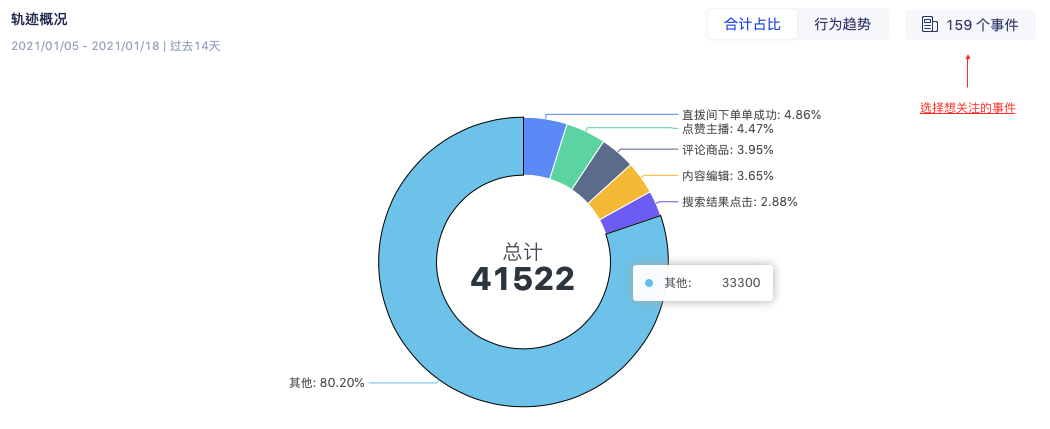 轨迹概况
合计占比
行为趋势
159 个事件
2021/01/05 - 2021/01/18 | 过去14天
选择想关注的事件
直拨间下单单成功: 4.86%
点赞主播: 4.47%
评论商品: 3.95%
内容编辑: 3.65%
搜索结果点击: 2.88%
总计
41522
其他: 33300
其他: 80.20%